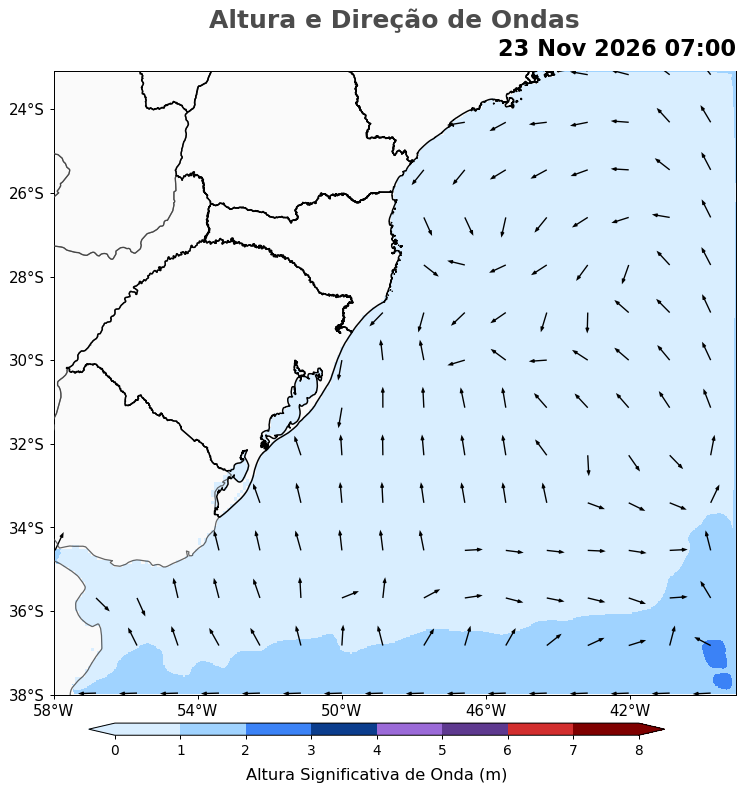 Altura e Direção de Ondas
23 Nov 2026 07:00
24°S
26°S
28°S
30°S
32°S
34°S
36°S
38°S
58°W 54°W 50°W 46°W 42°W
0 1 2 3 4 5 6 7 8
Altura Significativa de Onda (m)